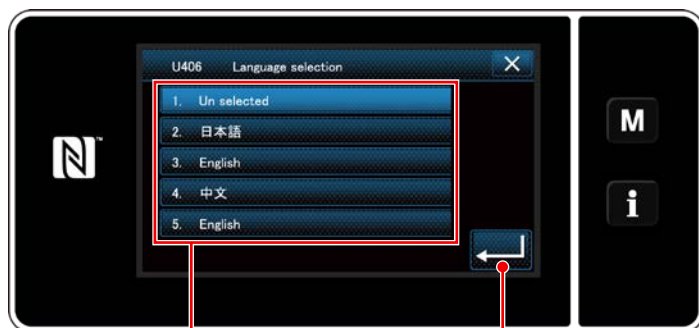 U406 Language selection
1. Un selected
2. 日本語
3. English
4. 中文
5. English
M
i
N